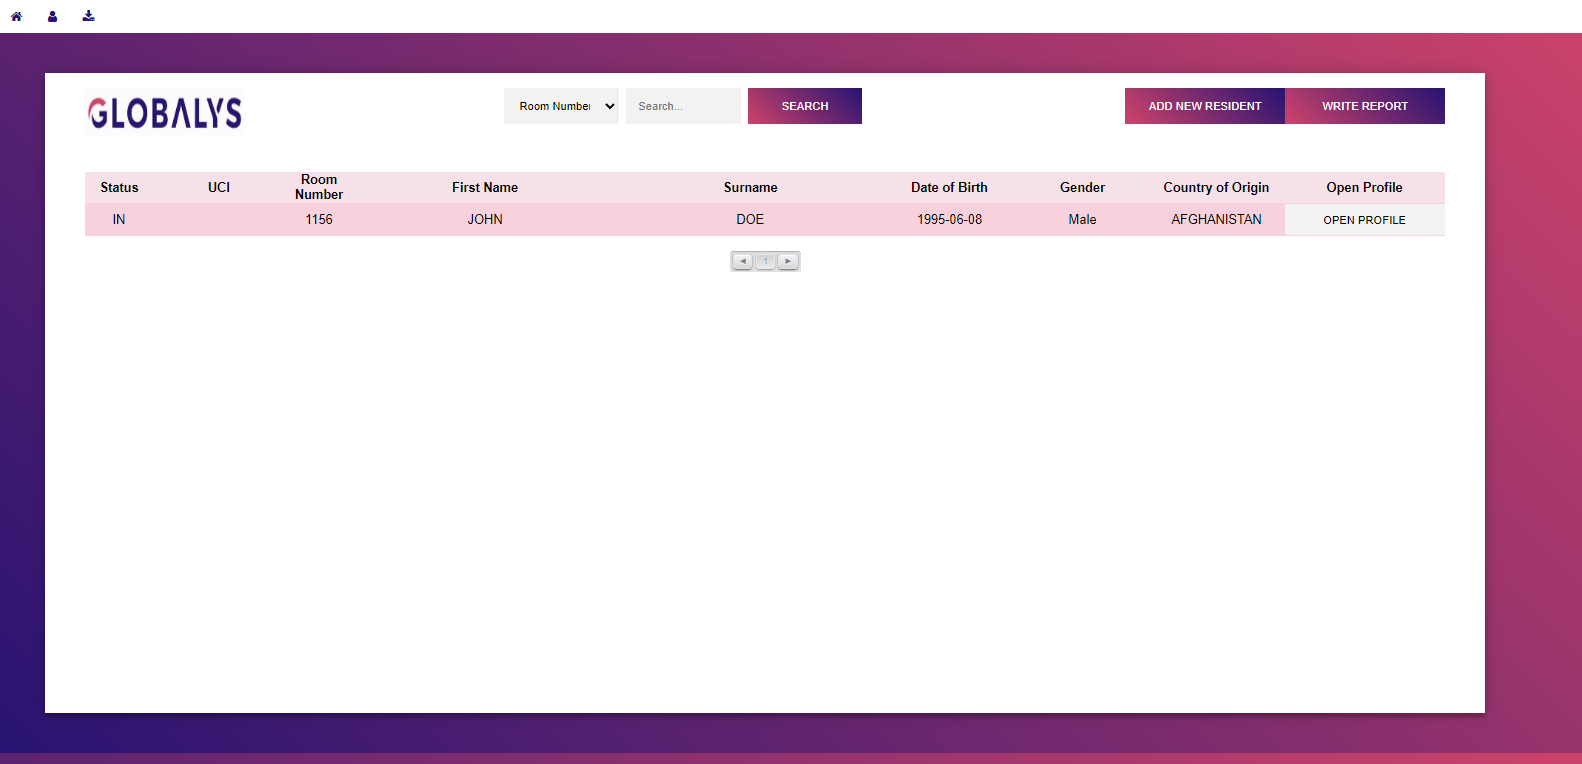 GLOBALYS
Room Number
Search...
SEARCH
ADD NEW RESIDENT
WRITE REPORT
Status UCI Room Number First Name Surname Date of Birth Gender Country of Origin Open Profile
IN 1156 JOHN DOE 1995-06-08 Male AFGHANISTAN OPEN PROFILE
1